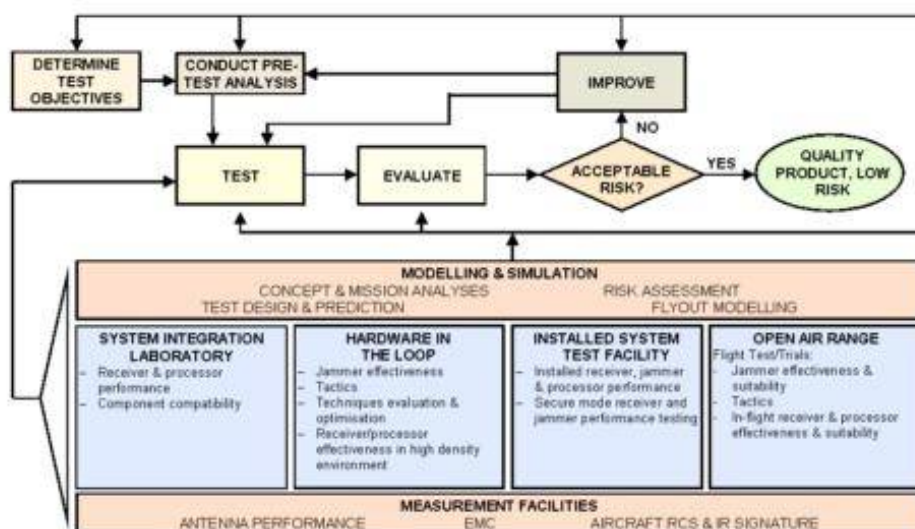 DETERMINE
TEST
OBJECTIVES
CONDUCT PRE-
TEST ANALYSIS
IMPROVE
NO
TEST
EVALUATE
ACCEPTABLE
RISK?
YES
QUALITY
PRODUCT, LOW
RISK
MODELLING & SIMULATION
CONCEPT & MISSION ANALYSES RISK ASSESSMENT
TEST DESIGN & PREDICTION FLYOUT MODELLING
SYSTEM INTEGRATION
LABORATORY
– Receiver & processor
performance
– Component compatibility
HARDWARE IN
THE LOOP
– Jammer effectiveness
– Tactics
– Techniques evaluation &
optimisation
– Receiver/processor
effectiveness in high density
environment
INSTALLED SYSTEM
TEST FACILITY
– Installed receiver, jammer
& processor performance
– Secure mode receiver and
jammer performance testing
OPEN AIR RANGE
Flight Test/Trials:
– Jammer effectiveness &
suitability
– Tactics
– In-flight receiver & processor
effectiveness & suitability
MEASUREMENT FACILITIES
ANTENNA PERFORMANCE EMC AIRCRAFT RCS & IR SIGNATURE